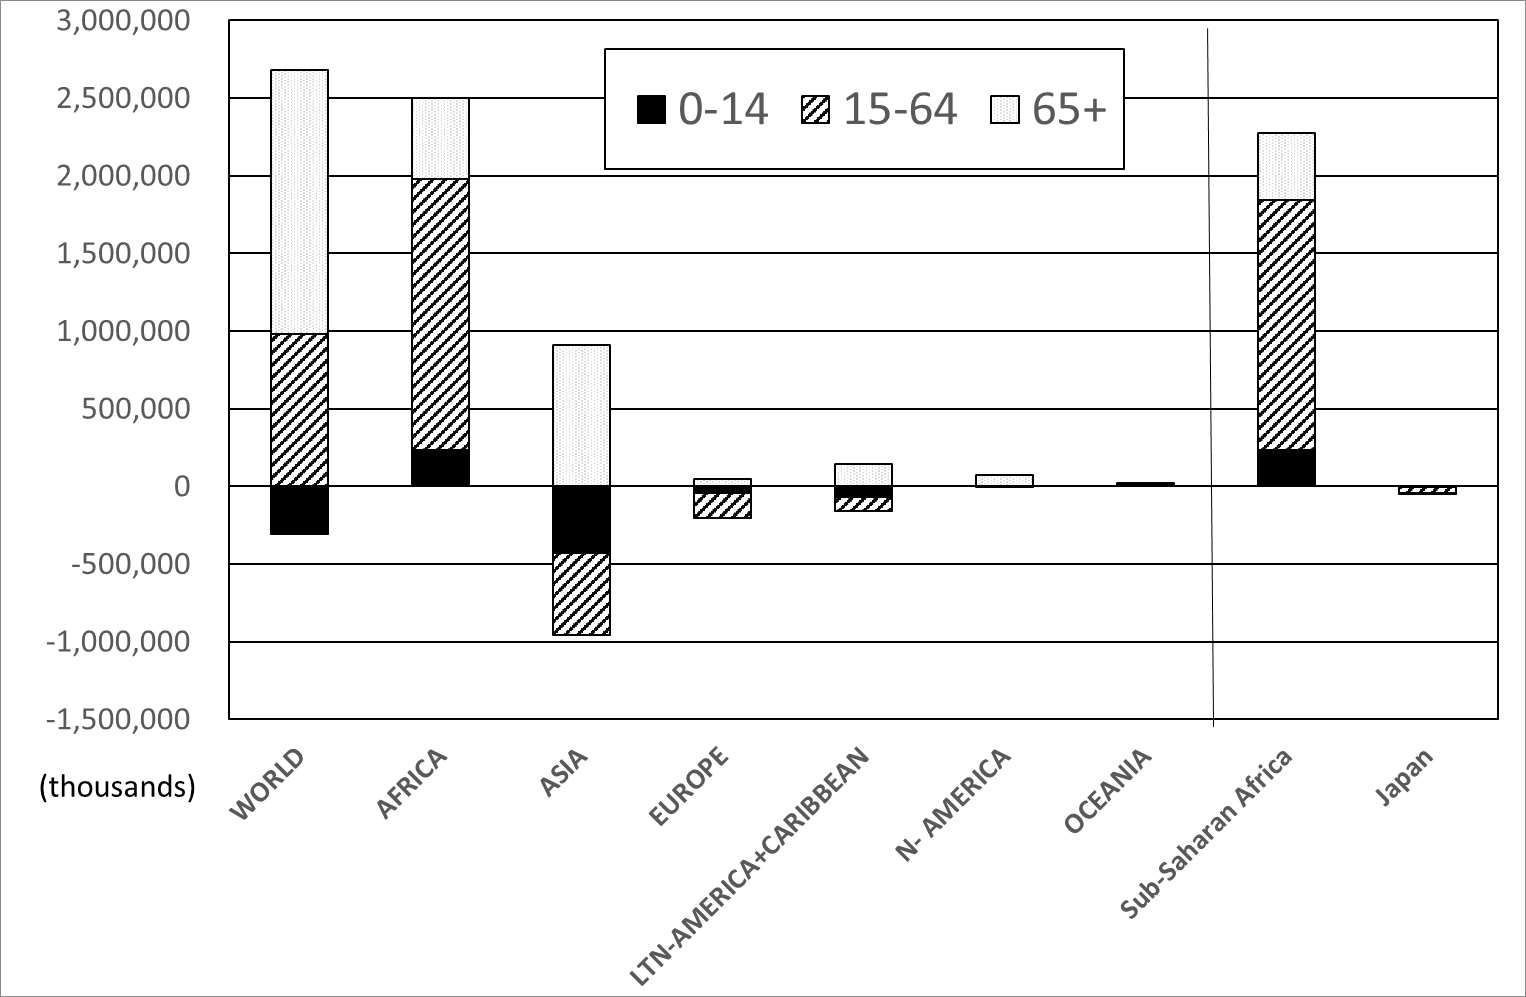 3,000,000
2,500,000
2,000,000
1,500,000
1,000,000
500,000
0
-500,000
-1,000,000
-1,500,000
(thousands)
0-14 15-64 65+
WORLD
AFRICA
ASIA
EUROPE
LTN-AMERICA+CARIBBEAN
N- AMERICA
OCEANIA
Sub-Saharan Africa
Japan